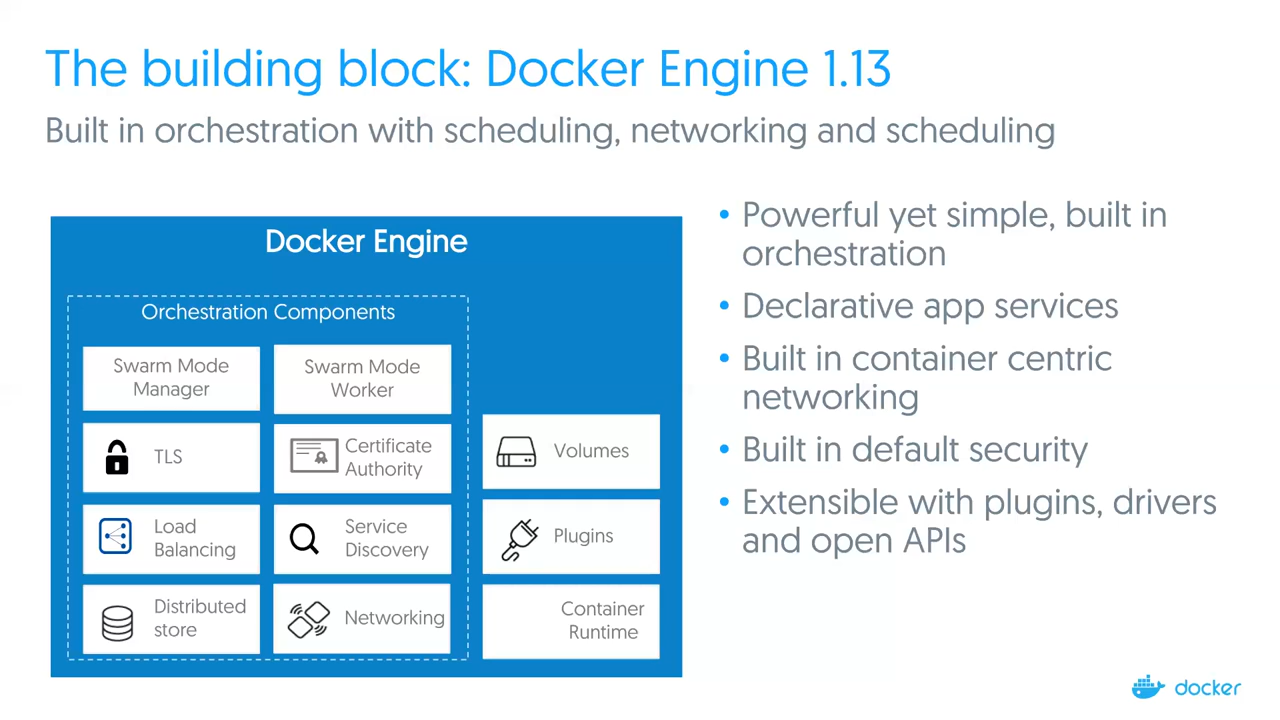 The building block: Docker Engine 1.13
Built in orchestration with scheduling, networking and scheduling
Docker Engine
Orchestration Components
Swarm Mode
Manager
Swarm Mode
Worker
TLS
Certificate
Authority
Load
Balancing
Service
Discovery
Distributed
store
Networking
Volumes
Plugins
Container
Runtime
• Powerful yet simple, built in
orchestration
• Declarative app services
• Built in container centric
networking
• Built in default security
• Extensible with plugins, drivers
and open APIs
docker